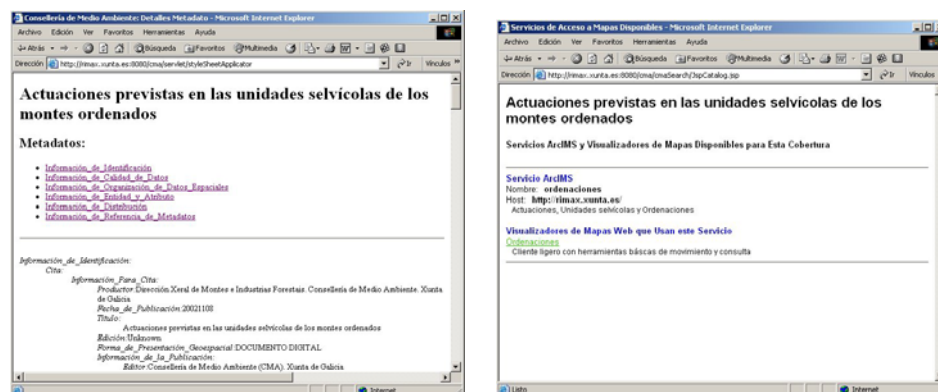 Consellería de Medio Ambiente: Detalles Metadato - Microsoft Internet Explorer
Archivo Edición Ver Favoritos Herramientas Ayuda
Atrás Búsqueda Favoritos Multimedia
Dirección http://rimax.xunta.es:8080/cma/servlet/styleSheetApplicator Ir Vínculos »
Actuaciones previstas en las unidades selvícolas de los
montes ordenados
Metadatos:
• Información_de_Identificación
• Información_de_Calidad_de_Datos
• Información_de_Organización_de_Datos_Espaciales
• Información_de_Entidad_y_Atributo
• Información_de_Distribución
• Información_de_Referencia_de_Metadatos
Información_de_Identificación:
Cita:
Información_Para_Cita:
Productor:Dirección Xeral de Montes e Industrias Forestais. Consellería de Medio Ambiente. Xunta
de Galicia
Fecha_de_Publicación:20021108
Título:
Actuaciones previstas en las unidades selvícolas de los montes ordenados
Edición:Unknown
Forma_de_Presentación_Geoespacial:DOCUMENTO DIGITAL
Información_de_la_Publicación:
Editor:Consellería de Medio Ambiente (CMA). Xunta de Galicia
Internet
Servicios de Acceso a Mapas Disponibles - Microsoft Internet Explorer
Archivo Edición Ver Favoritos Herramientas Ayuda
Atrás Búsqueda Favoritos Multimedia
Dirección http://rimax.xunta.es:8080/cma/cmaSearch/JspCatalog.jsp Ir Vínculos
Actuaciones previstas en las unidades selvícolas de los
montes ordenados
Servicios ArcIMS y Visualizadores de Mapas Disponibles para Esta Cobertura
Servicio ArcIMS
Nombre: ordenaciones
Host: http://rimax.xunta.es/
Actuaciones, Unidades selvícolas y Ordenaciones
Visualizadores de Mapas Web que Usan este Servicio
Ordenaciones
Cliente ligero con herramientas báscas de movimiento y consulta
Listo Internet